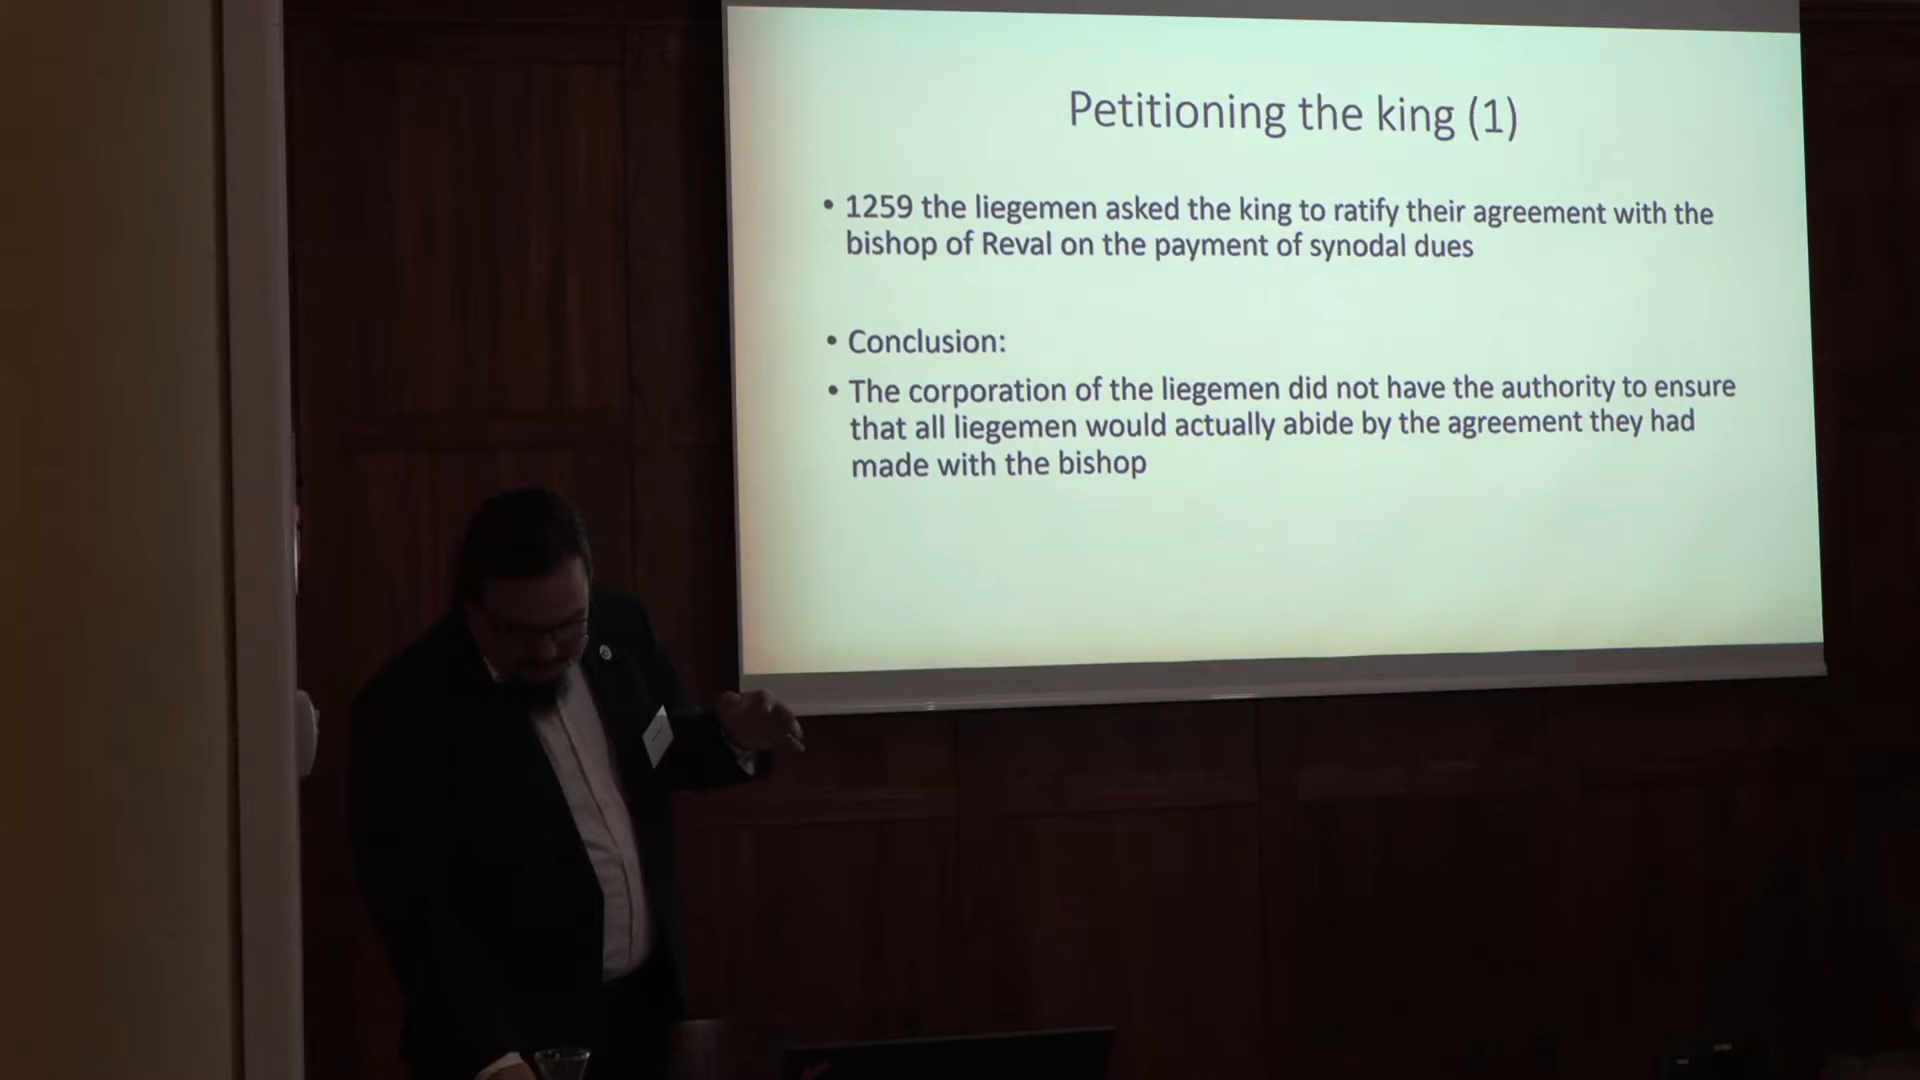 Petitioning the king (1)
• 1259 the liegemen asked the king to ratify their agreement with the
bishop of Reval on the payment of synodal dues
• Conclusion:
• The corporation of the liegemen did not have the authority to ensure
that all liegemen would actually abide by the agreement they had
made with the bishop